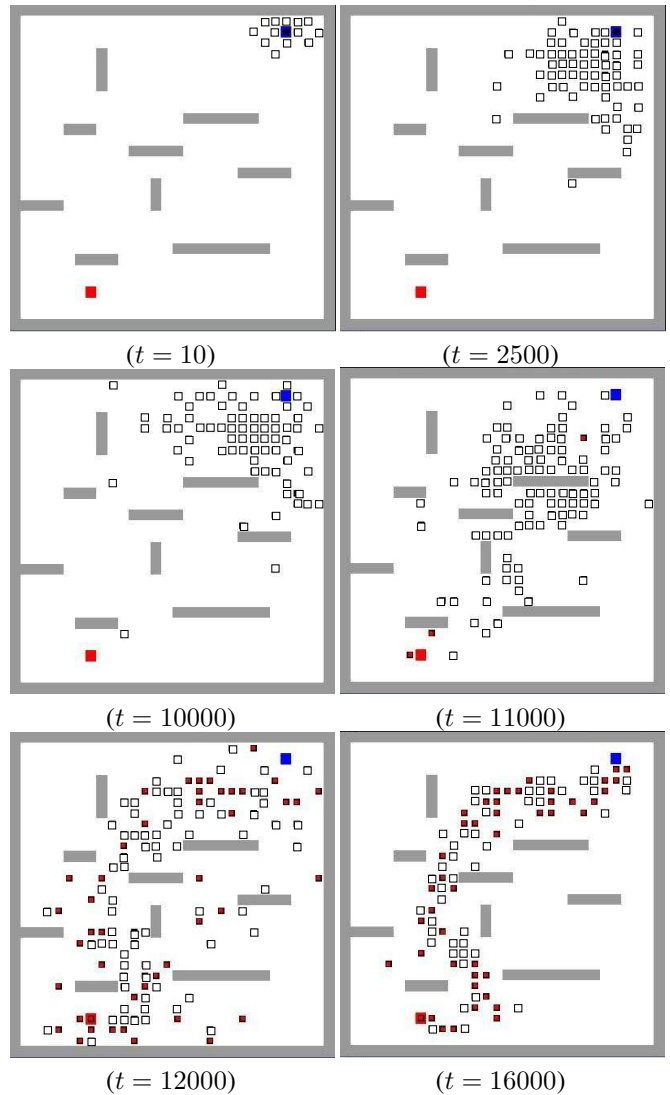 (t = 10) (t = 2500)
(t = 10000) (t = 11000)
(t = 12000) (t = 16000)